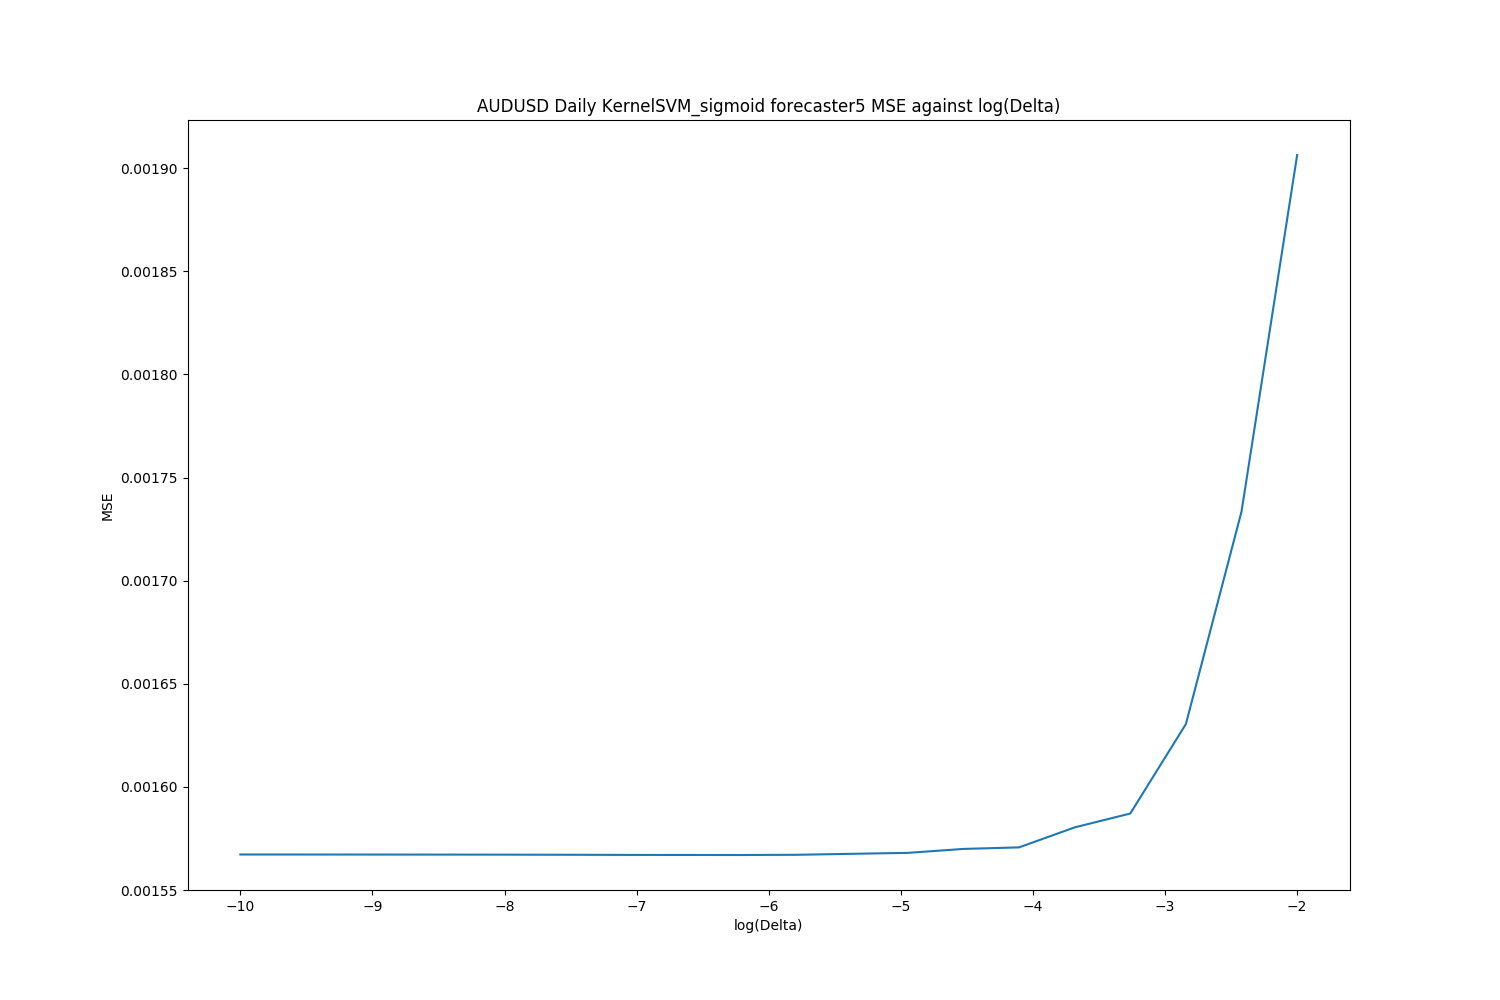 AUDUSD Daily KernelSVM_sigmoid forecaster5 MSE against log(Delta)
0.00190
0.00185
0.00180
0.00175
MSE
0.00170
0.00165
0.00160
0.00155
−10 −9 −8 −7 −6 −5 −4 −3 −2
log(Delta)